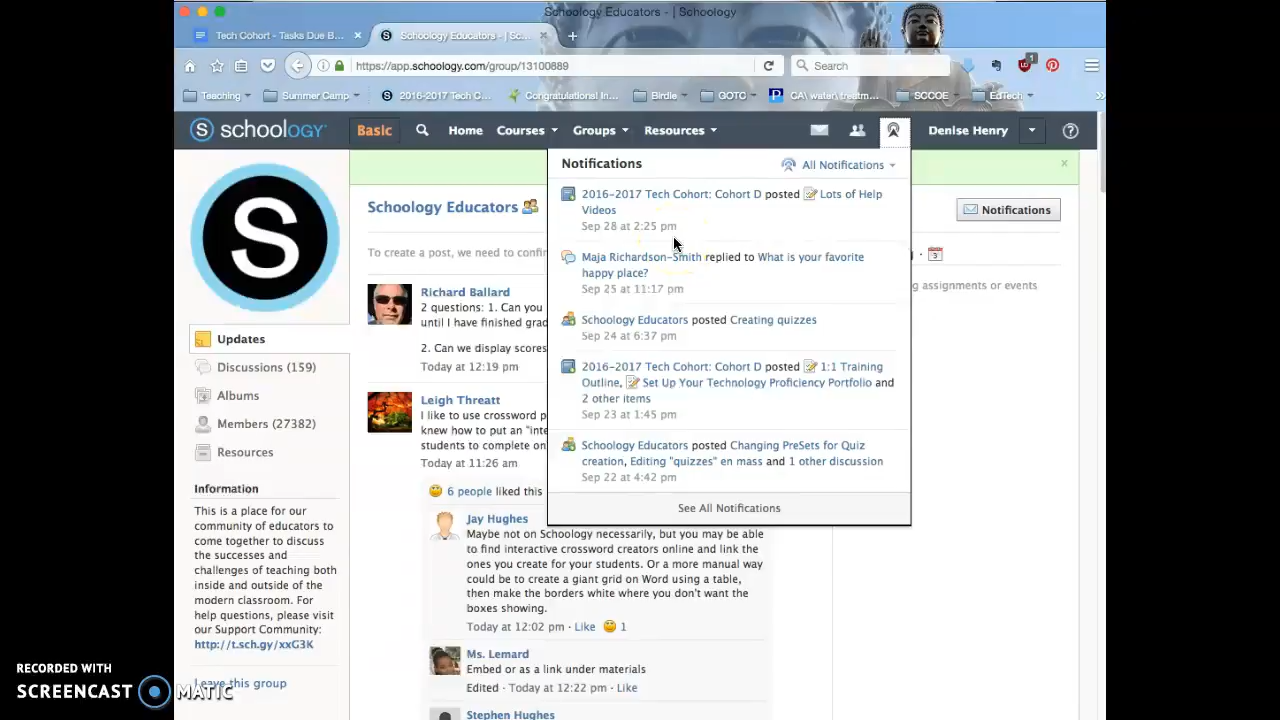 Schoology Educators - | Schoology
Tech Cohort - Tasks Due B... ×
Schoology Educators - | Sc... ×
https://app.schoology.com/group/13100889
Search
1
Teaching
Summer Camp
2016-2017 Tech C...
Congratulations! In...
Birdie
GOTC
CA\ water\ treatm...
SCCOE
EdTech
S schoology
Basic
Home
Courses
Groups
Resources
Denise Henry
S
Updates
Discussions (159)
Albums
Members (27382)
Resources
Information
This is a place for our
community of educators to
come together to discuss
the successes and
challenges of teaching both
inside and outside of the
modern classroom. For
help questions, please visit
our Support Community:
http://t.sch.gy/xxG3K
Leave this group
Schoology Educators
Notifications
To create a post, we need to confir
Richard Ballard
2 questions: 1. Can you
until I have finished grad
2. Can we display scores
Today at 12:19 pm
Leigh Threatt
I like to use crossword p
knew how to put an "inte
students to complete on
Today at 11:26 am
6 people liked this
Jay Hughes
Maybe not on Schoology necessarily, but you may be able
to find interactive crossword creators online and link the
ones you create for your students. Or a more manual way
could be to create a giant grid on Word using a table,
then make the borders white where you don't want the
boxes showing.
Today at 12:02 pm · Like 1
Ms. Lemard
Embed or as a link under materials
Edited · Today at 12:22 pm · Like
Stephen Hughes
Notifications
All Notifications
2016-2017 Tech Cohort: Cohort D posted Lots of Help
Videos
Sep 28 at 2:25 pm
Maja Richardson-Smith replied to What is your favorite
happy place?
Sep 25 at 11:17 pm
Schoology Educators posted Creating quizzes
Sep 24 at 6:37 pm
2016-2017 Tech Cohort: Cohort D posted 1:1 Training
Outline, Set Up Your Technology Proficiency Portfolio and
2 other items
Sep 23 at 1:45 pm
Schoology Educators posted Changing PreSets for Quiz
creation, Editing "quizzes" en mass and 1 other discussion
Sep 22 at 4:42 pm
See All Notifications
3
g assignments or events
RECORDED WITH
SCREENCAST MATIC